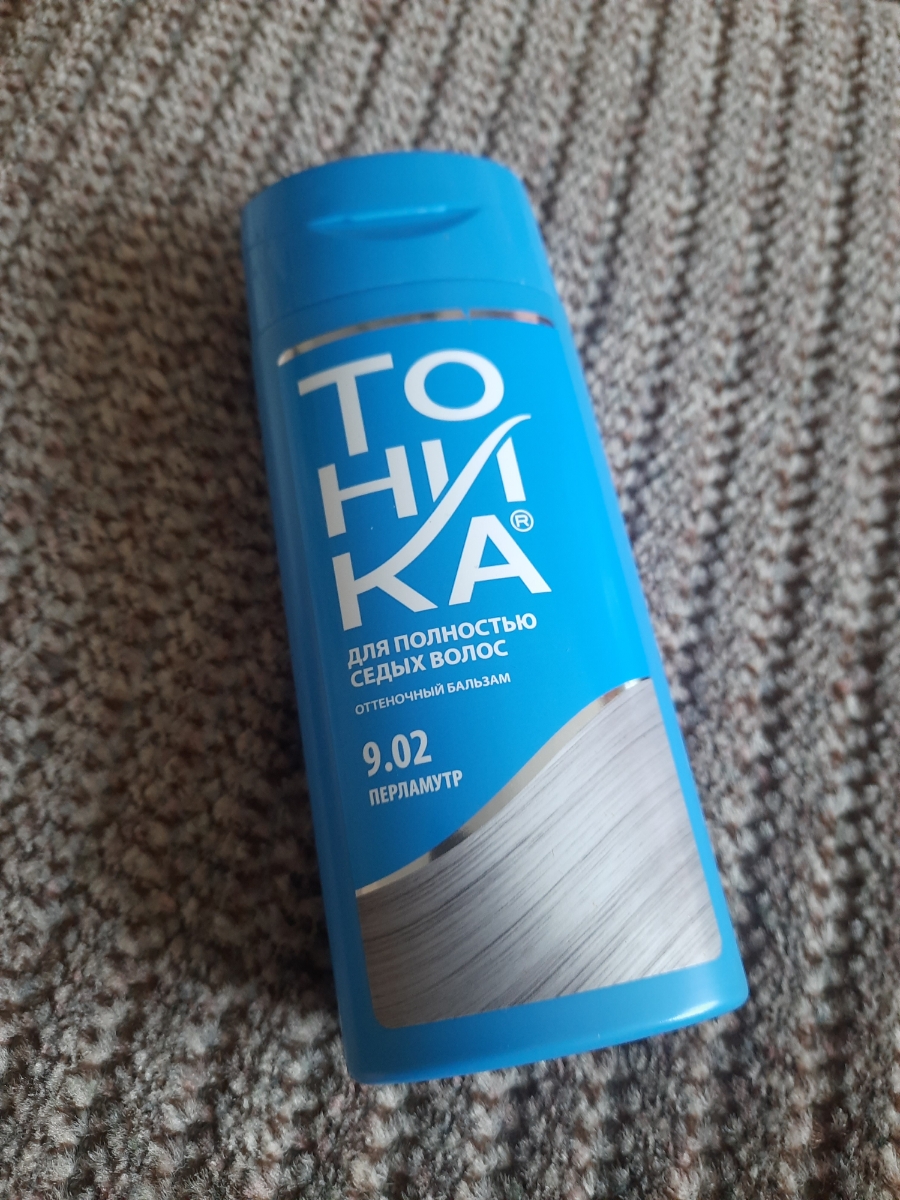 ТО
НИ
КА®
ДЛЯ ПОЛНОСТЬЮ
СЕДЫХ ВОЛОС
ОТТЕНОЧНЫЙ БАЛЬЗАМ
9.02
ПЕРЛАМУТР